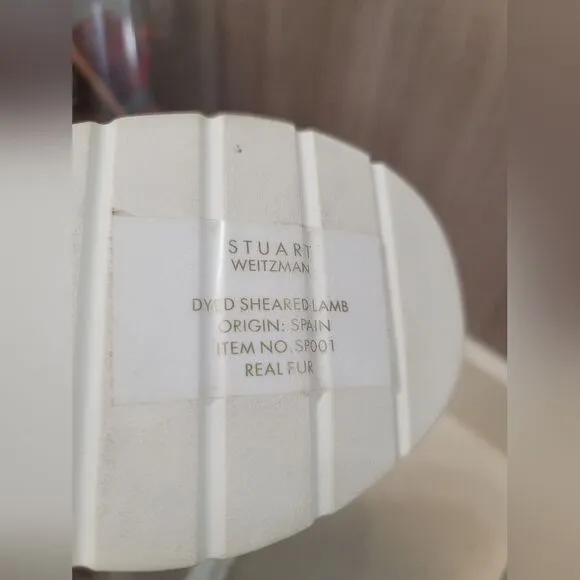 STUART
WEITZMAN
DYED SHEARED LAMB
ORIGIN: SPAIN
ITEM NO. SP001
REAL FUR